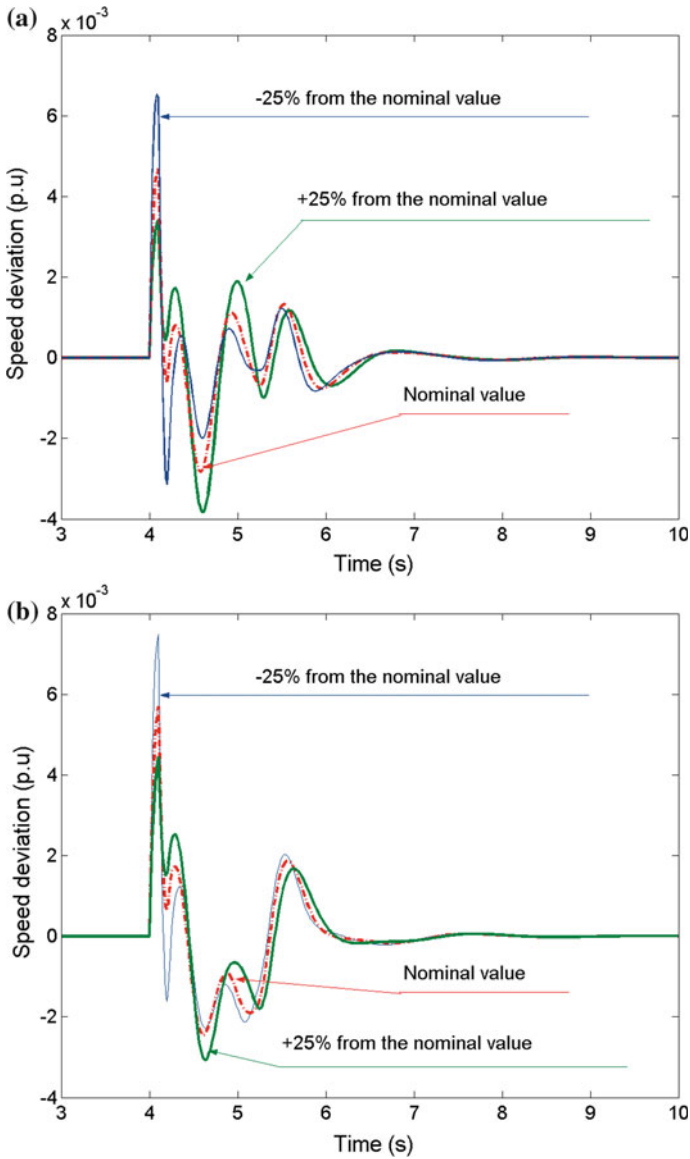 (a)
8 x 10⁻³
-25% from the nominal value
6
+25% from the nominal value
4
2
0
Nominal value
-2
-4
3 4 5 6 7 8 9 10
Speed deviation (p.u)
Time (s)
(b)
8 x 10⁻³
-25% from the nominal value
6
4
2
0
Nominal value
-2
+25% from the nominal value
-4
3 4 5 6 7 8 9 10
Speed deviation (p.u)
Time (s)